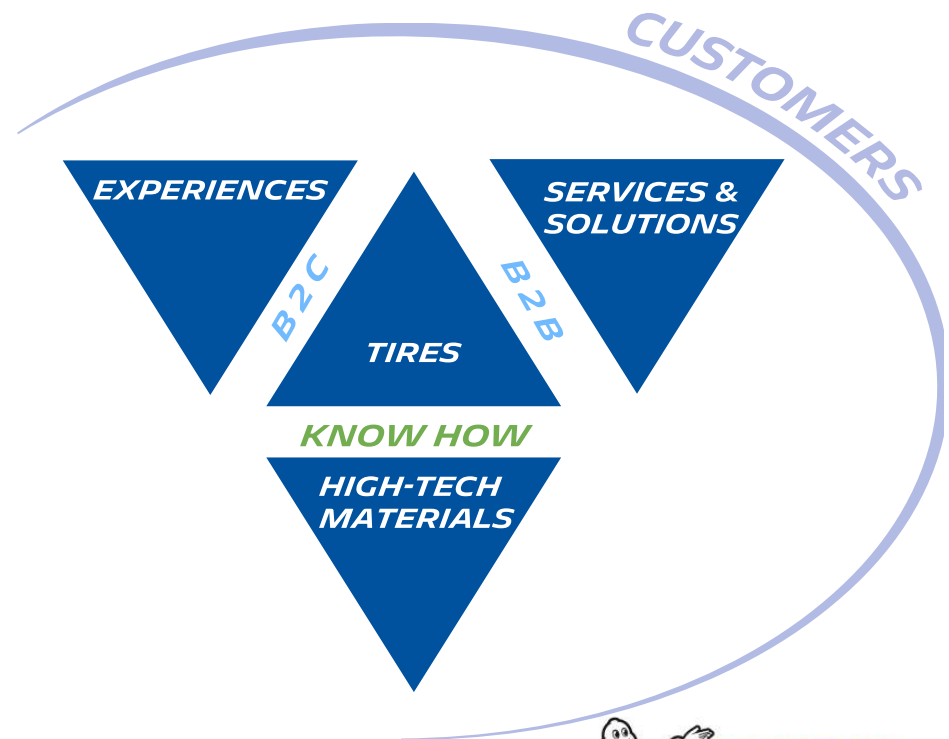 CUSTOMERS
EXPERIENCES
SERVICES &
SOLUTIONS
B2C
B2B
TIRES
KNOW HOW
HIGH-TECH
MATERIALS